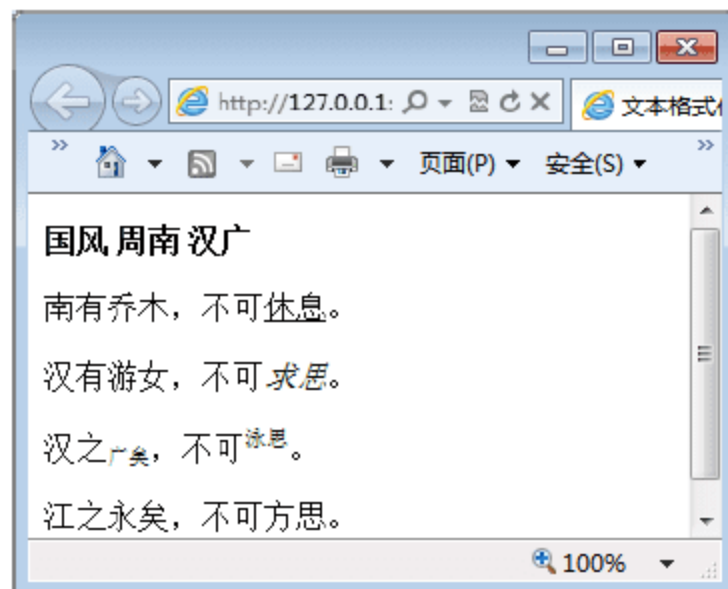 http://127.0.0.1:
文本格式
页面(P) 安全(S)
国风 周南 汉广
南有乔木，不可休息。
汉有游女，不可求思。
汉之广矣，不可泳思。
江之永矣，不可方思。
100%